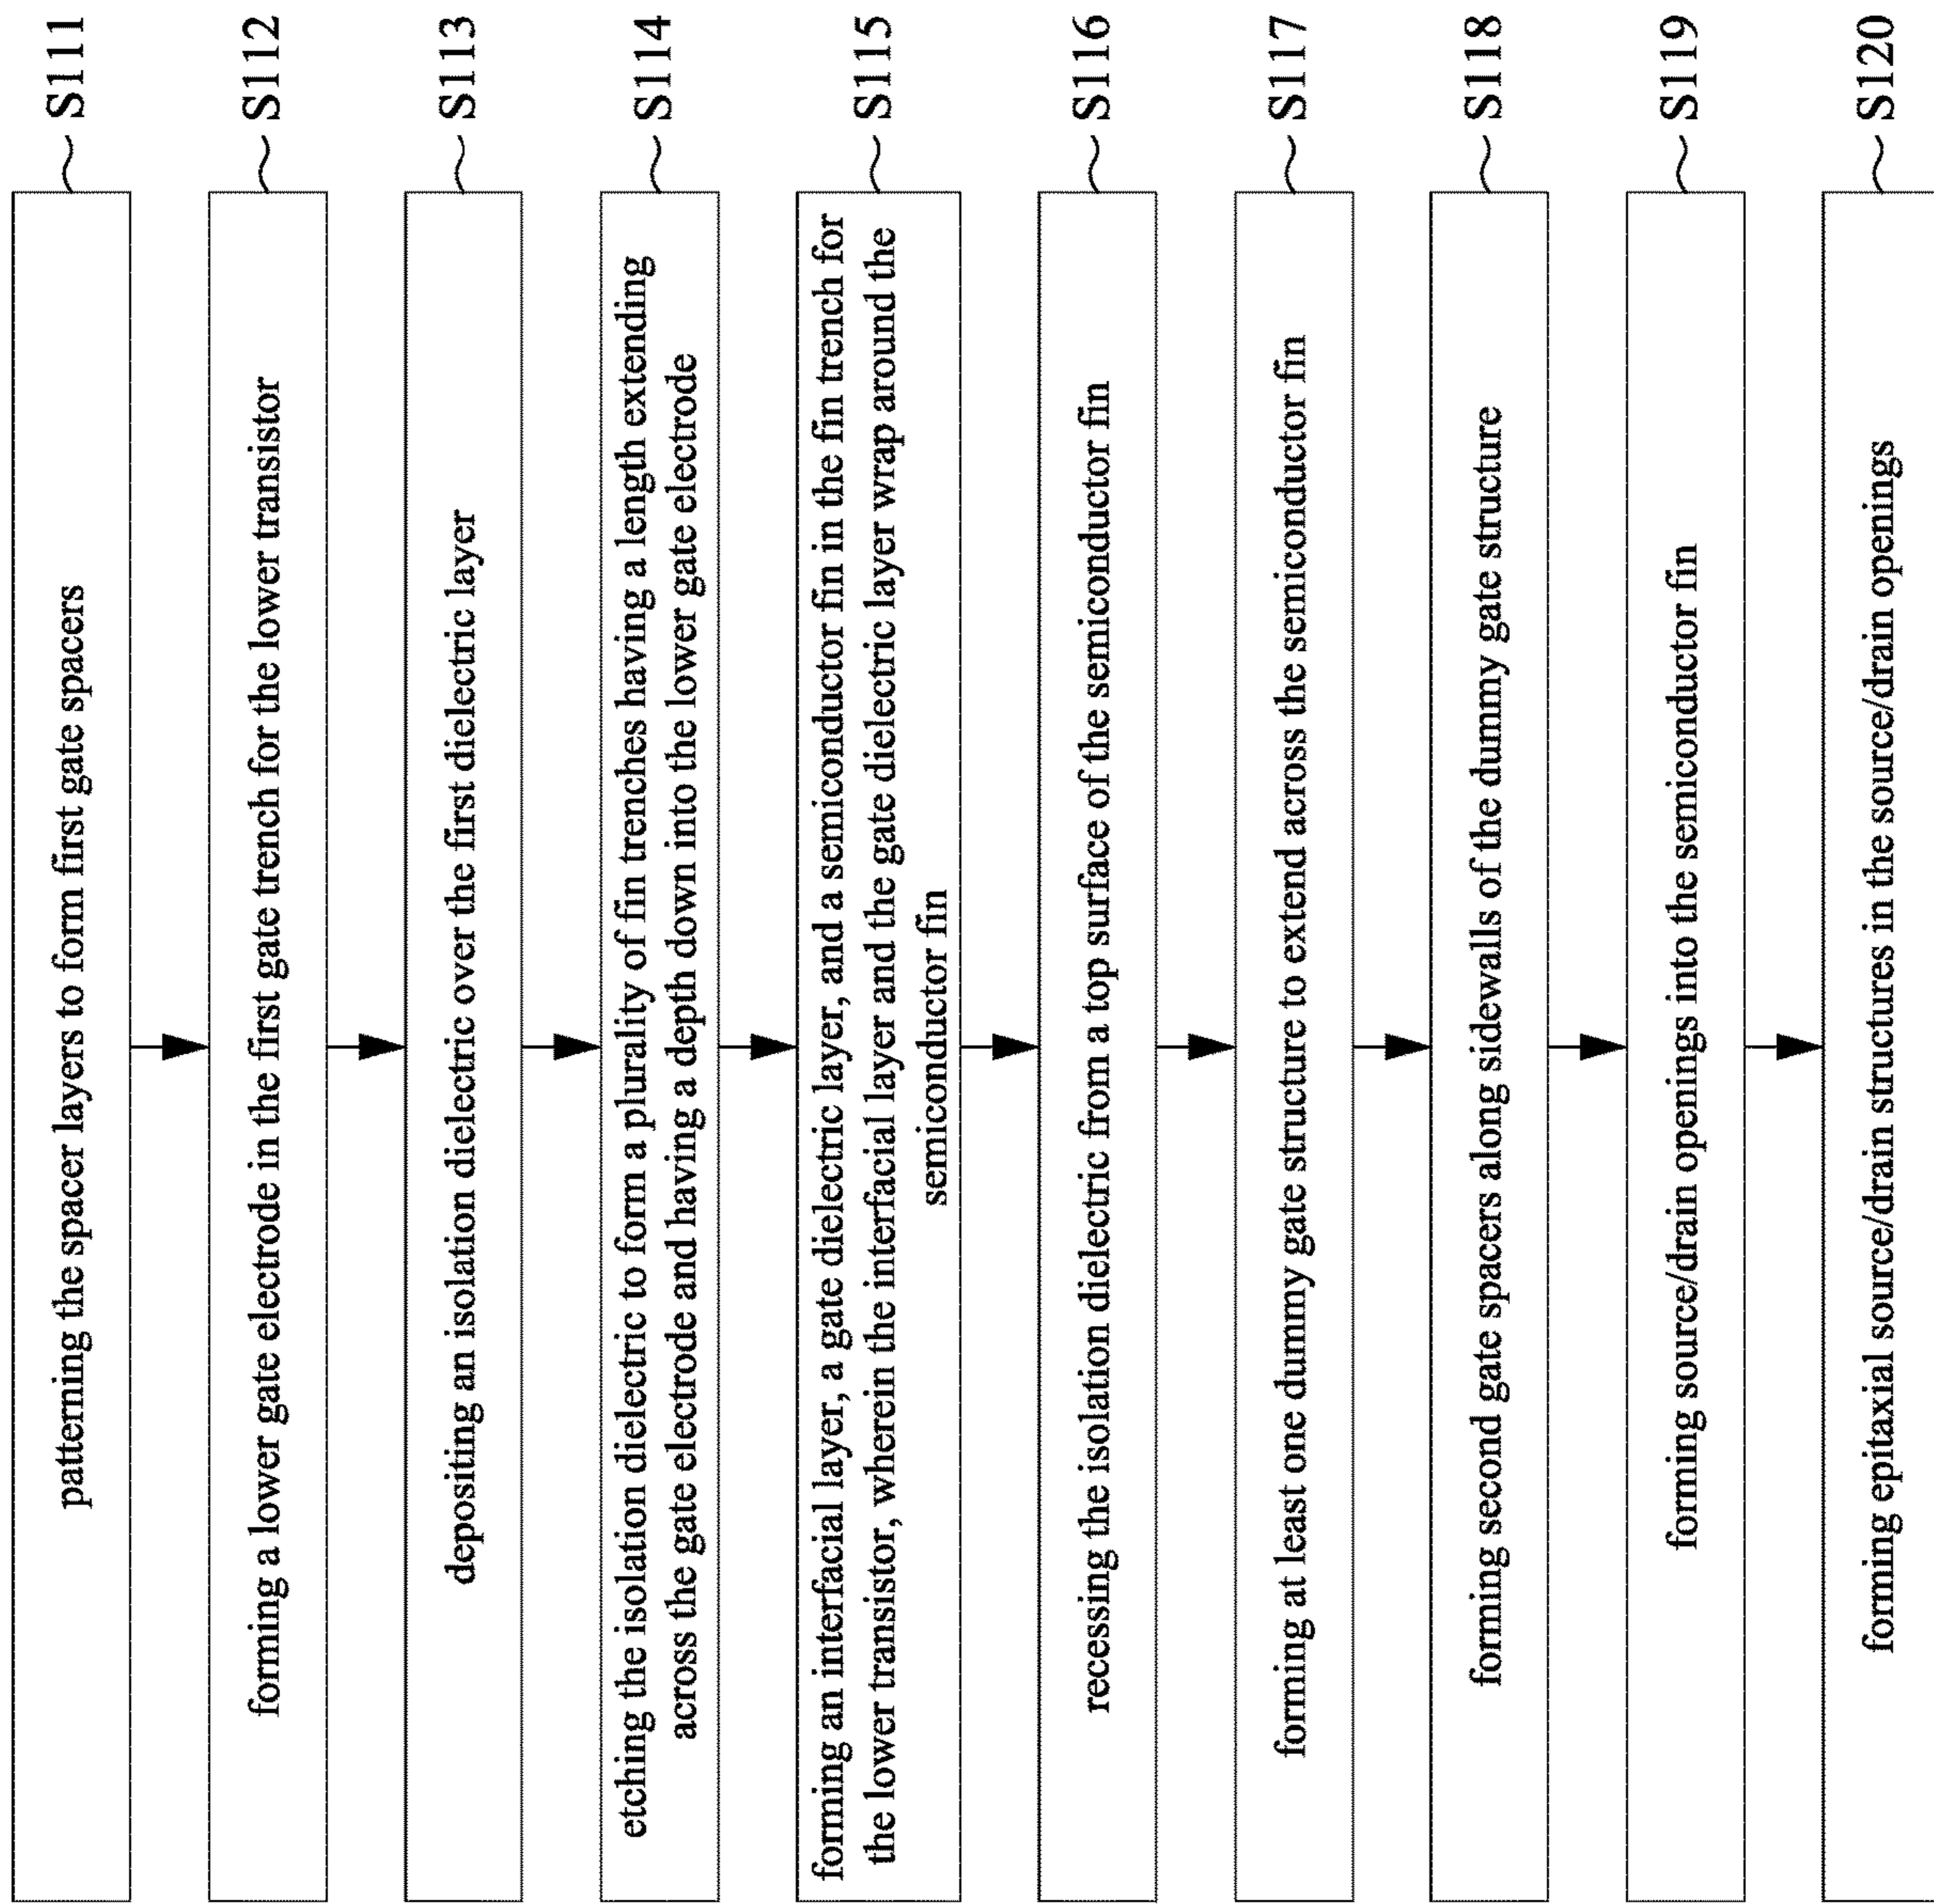 patterning the spacer layers to form first gate spacers
S111
forming a lower gate electrode in the first gate trench for the lower transistor
S112
depositing an isolation dielectric over the first dielectric layer
S113
etching the isolation dielectric to form a plurality of fin trenches having a length extending
across the gate electrode and having a depth down into the lower gate electrode
S114
forming an interfacial layer, a gate dielectric layer, and a semiconductor fin in the fin trench for
the lower transistor, wherein the interfacial layer and the gate dielectric layer wrap around the
semiconductor fin
S115
recessing the isolation dielectric from a top surface of the semiconductor fin
S116
forming at least one dummy gate structure to extend across the semiconductor fin
S117
forming second gate spacers along sidewalls of the dummy gate structure
S118
forming source/drain openings into the semiconductor fin
S119
forming epitaxial source/drain structures in the source/drain openings
S120